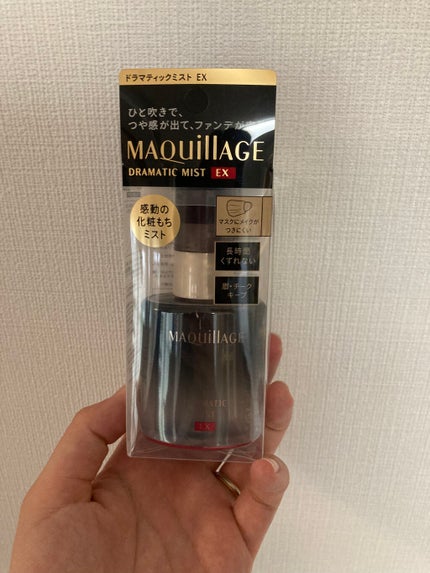 ドラマティックミスト EX
ひと吹きで、
つや感が出て、ファンデが
MAQuillAGE
DRAMATIC MIST EX
感動の
化粧もち
ミスト
マスクにメイクが
つきにくい
長時間
くずれない
眉・チーク
キープ
MAQuillAGE
EX